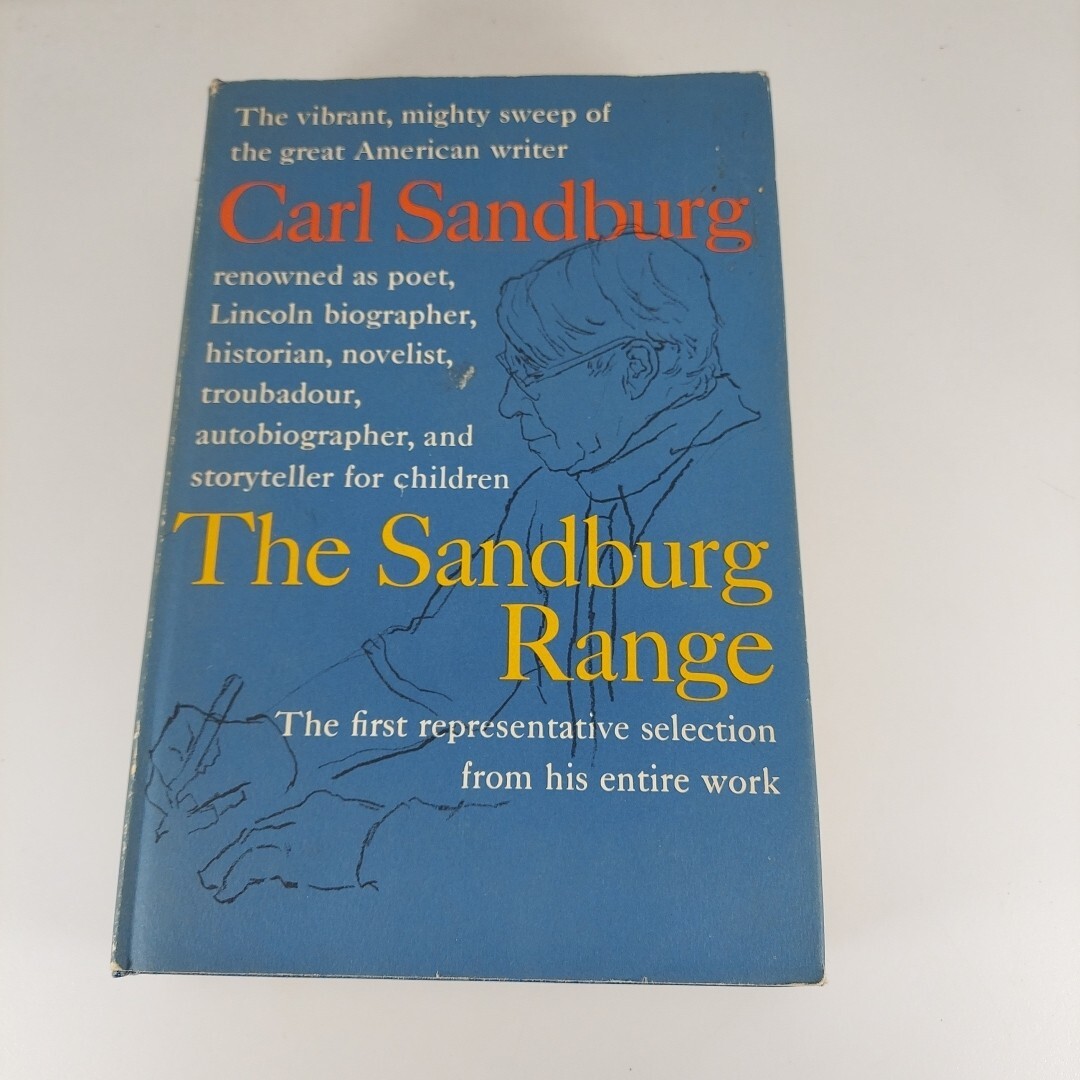 The vibrant, mighty sweep of
the great American writer
Carl Sandburg
renowned as poet,
Lincoln biographer,
historian, novelist,
troubadour,
autobiographer, and
storyteller for children
The Sandburg
Range
The first representative selection
from his entire work